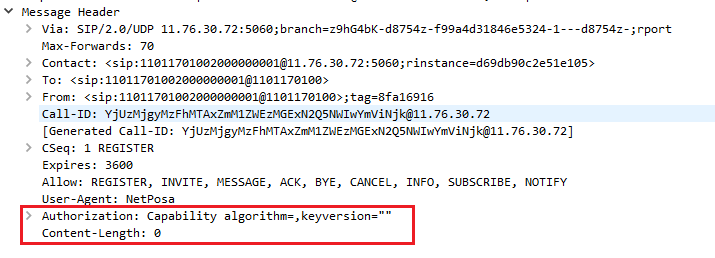 Message Header
Via: SIP/2.0/UDP 11.76.30.72:5060;branch=z9hG4bK-d8754z-f99a4d31846e5324-1---d8754z-;rport
Max-Forwards: 70
Contact: <sip:11011701002000000001@11.76.30.72:5060;rinstance=d69db90c2e51e105>
To: <sip:11011701002000000001@1101170100>
From: <sip:11011701002000000001@1101170100>;tag=8fa16916
Call-ID: YjUzMjgyMzFhMTAxZmM1ZWEzMGExN2Q5NWIwYmViNjk@11.76.30.72
[Generated Call-ID: YjUzMjgyMzFhMTAxZmM1ZWEzMGExN2Q5NWIwYmViNjk@11.76.30.72]
CSeq: 1 REGISTER
Expires: 3600
Allow: REGISTER, INVITE, MESSAGE, ACK, BYE, CANCEL, INFO, SUBSCRIBE, NOTIFY
User-Agent: NetPosa
Authorization: Capability algorithm=,keyversion=""
Content-Length: 0